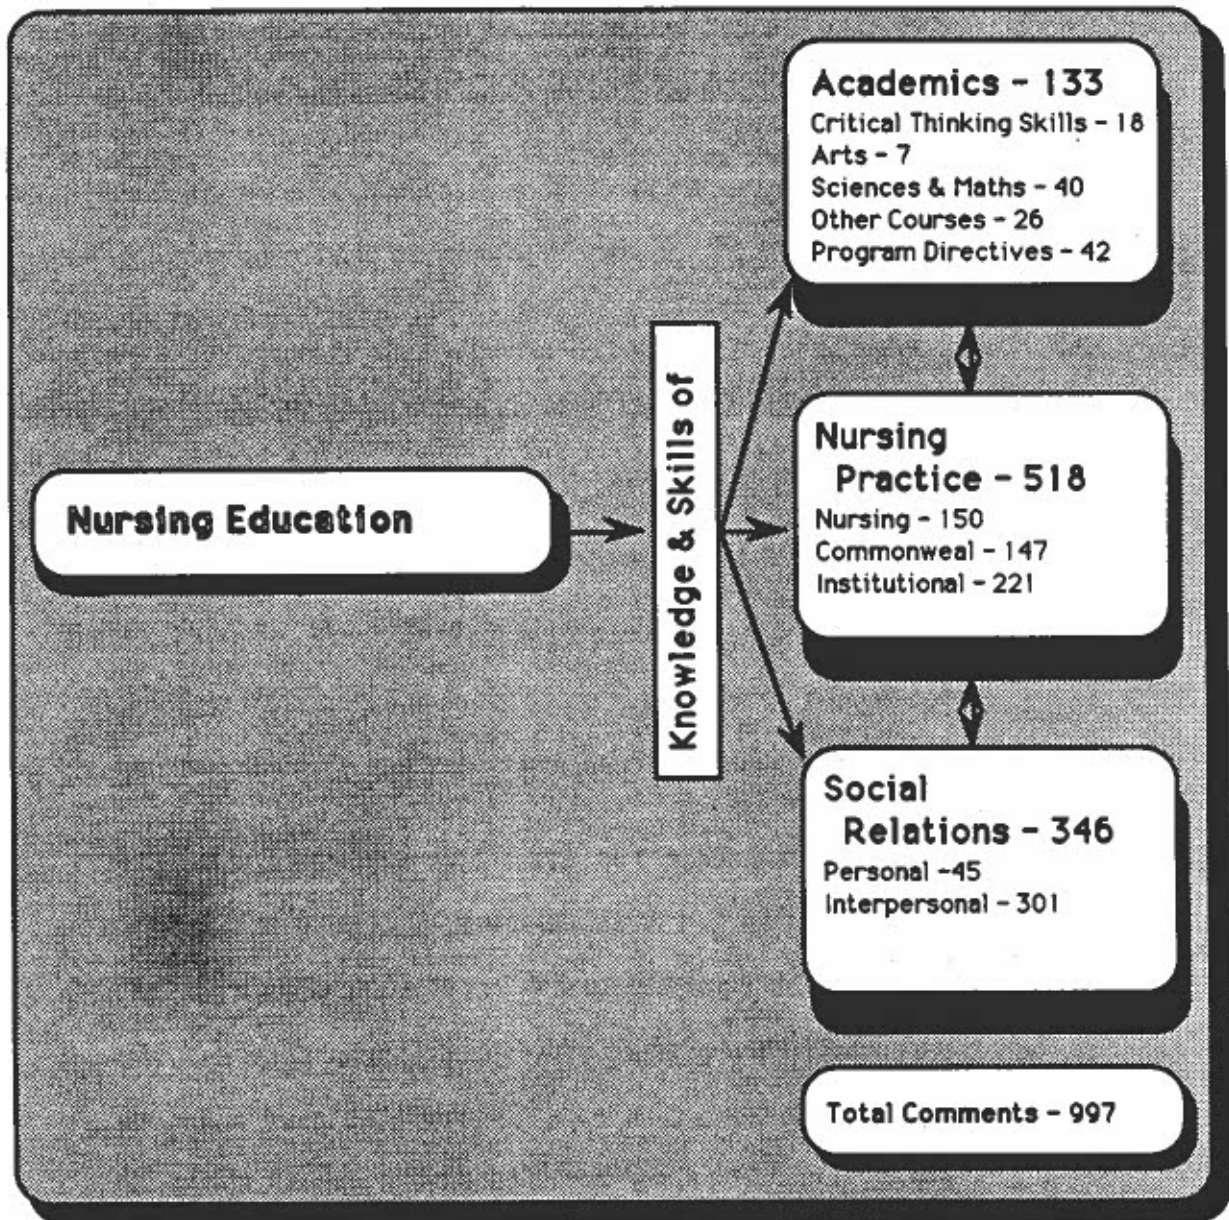 Academics - 133
Critical Thinking Skills - 18
Arts - 7
Sciences & Maths - 40
Other Courses - 26
Program Directives - 42
Nursing Education
Knowledge & Skills of
Nursing
Practice - 518
Nursing - 150
Commonweal - 147
Institutional - 221
Social
Relations - 346
Personal -45
Interpersonal - 301
Total Comments - 997